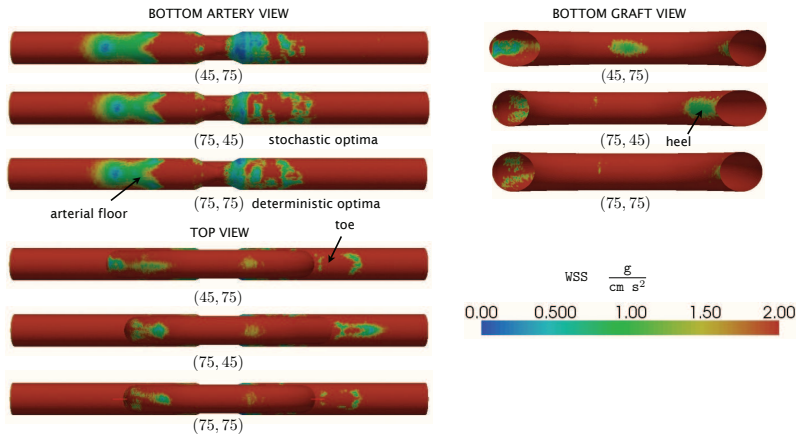 BOTTOM ARTERY VIEW
(45, 75)
(75, 45)
stochastic optima
arterial floor
(75, 75)
deterministic optima
TOP VIEW
toe
(45, 75)
(75, 45)
(75, 75)
BOTTOM GRAFT VIEW
(45, 75)
(75, 45)
heel
(75, 75)
WSS g
cm s²
0.00 0.500 1.00 1.50 2.00